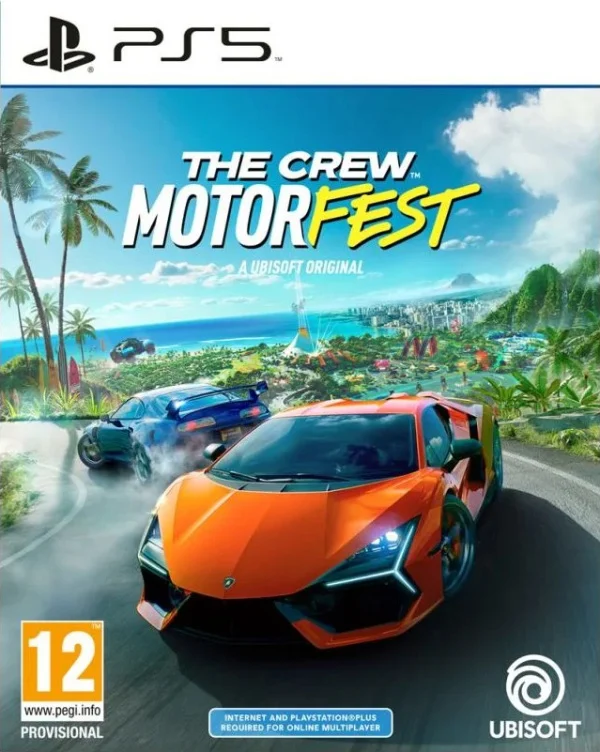 PS5
THE CREW™
MOTORFEST
A UBISOFT ORIGINAL
12
www.pegi.info
PROVISIONAL
INTERNET AND PLAYSTATION®PLUS
REQUIRED FOR ONLINE MULTIPLAYER
UBISOFT